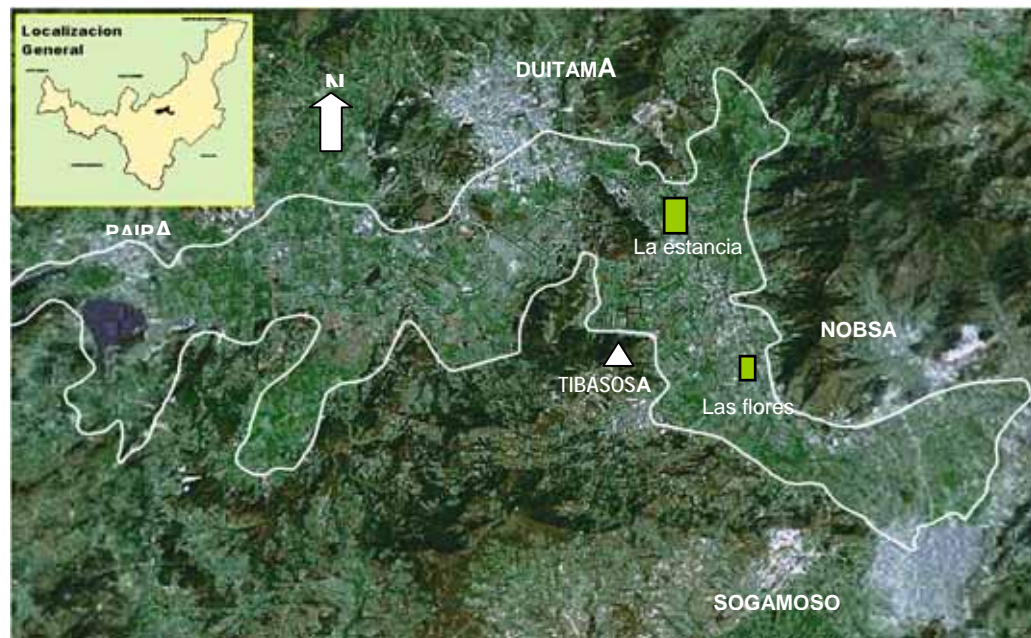 Localizacion
General
N
DUITAMA
PAIPA
La estancia
NOBSA
TIBASOSA
Las flores
SOGAMOSO